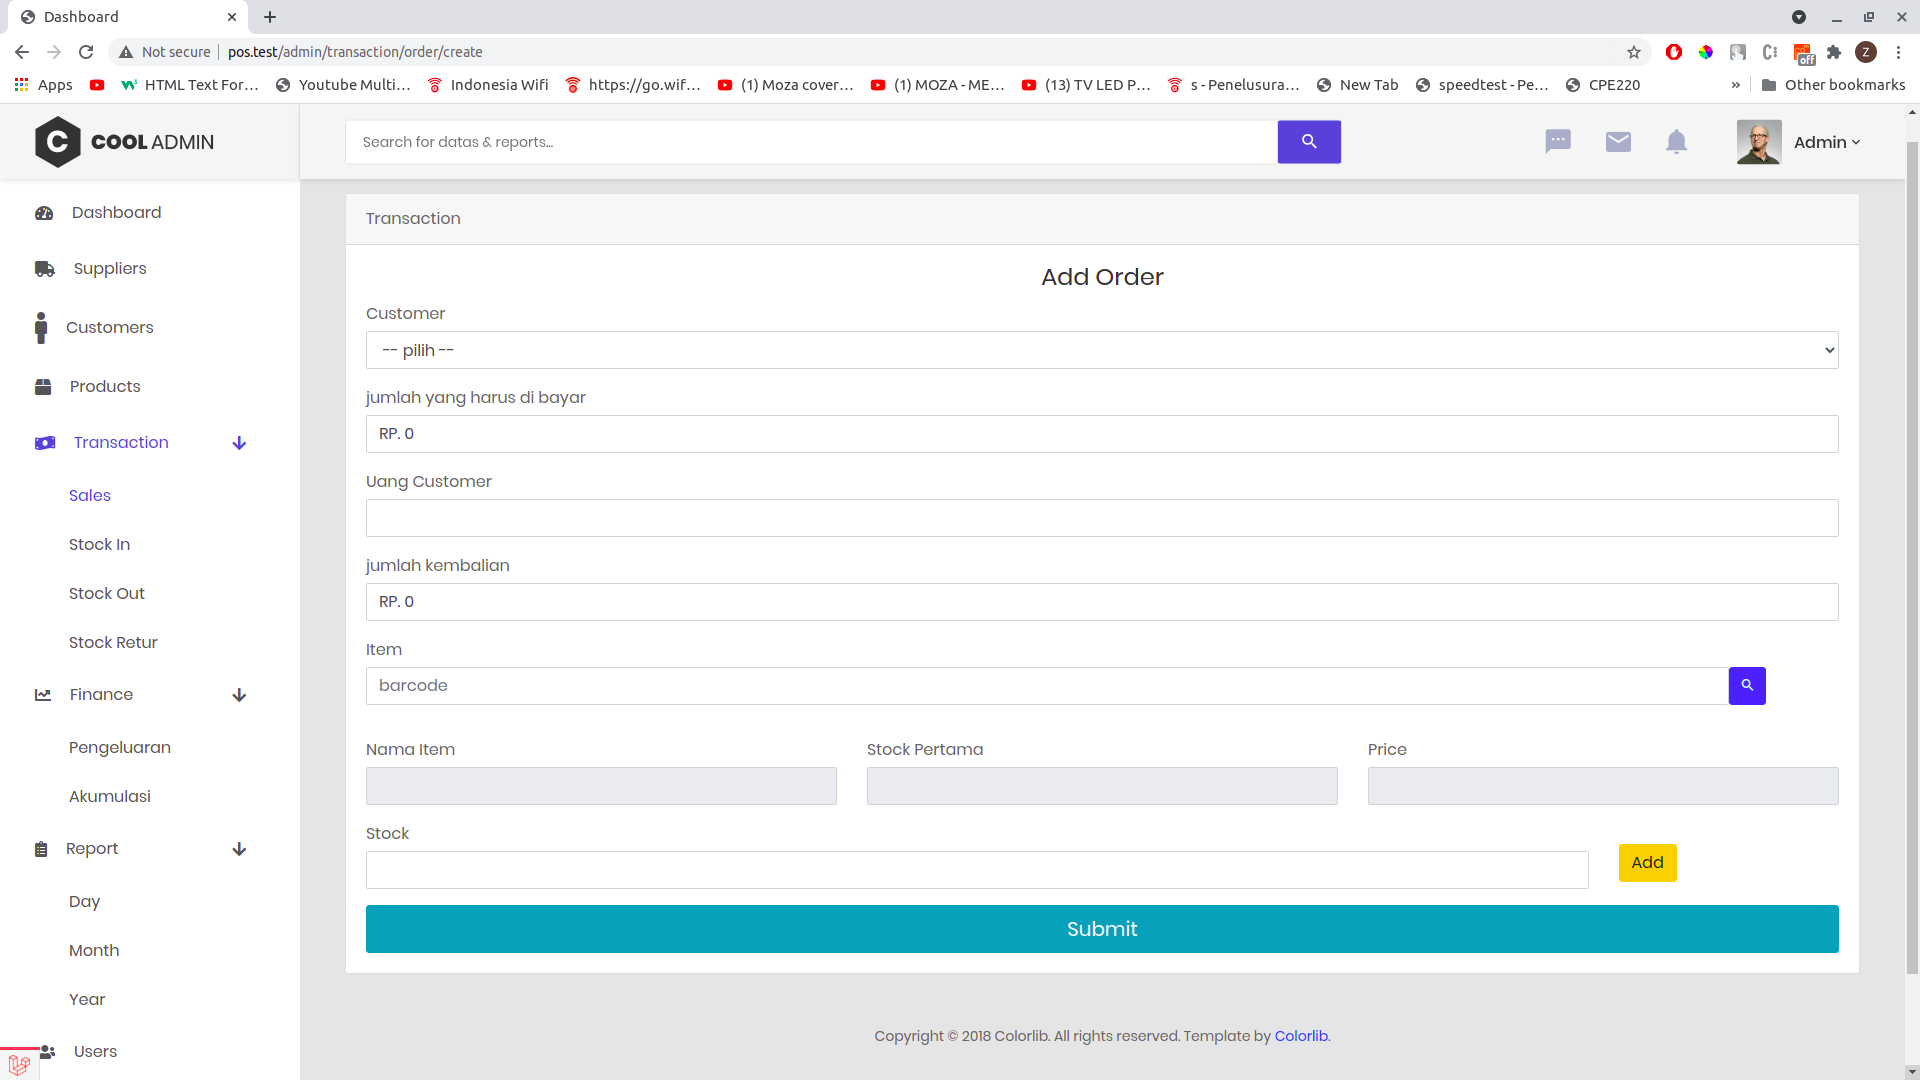 Dashboard
Not secure pos.test/admin/transaction/order/create
Z
off
Apps HTML Text For... Youtube Multi... Indonesia Wifi https://go.wif... (1) Moza cover... (1) MOZA - ME... (13) TV LED P... s - Penelusura... New Tab speedtest - Pe... CPE220 » Other bookmarks
C COOL ADMIN
Search for datas & reports...
Admin
Dashboard
Suppliers
Customers
Products
Transaction
Sales
Stock In
Stock Out
Stock Retur
Finance
Pengeluaran
Akumulasi
Report
Day
Month
Year
Users
Transaction
Add Order
Customer
-- pilih --
jumlah yang harus di bayar
RP. 0
Uang Customer
jumlah kembalian
RP. 0
Item
barcode
Nama Item Stock Pertama Price
Stock
Add
Submit
Copyright © 2018 Colorlib. All rights reserved. Template by Colorlib.